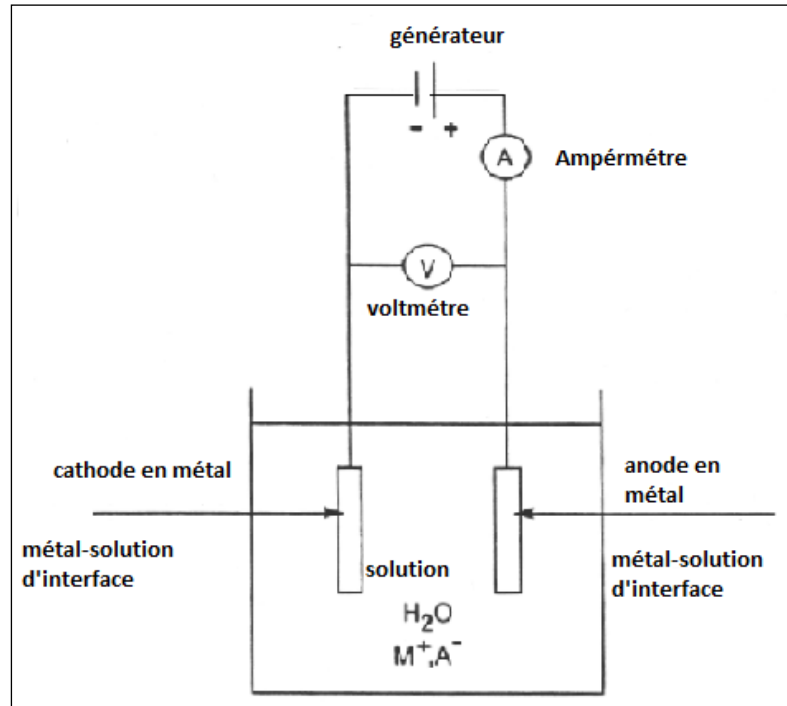 générateur
- +
A
Ampérmétre
V
voltmétre
cathode en métal
anode en
métal
métal-solution
d'interface
solution
métal-solution
d'interface
H₂O
M⁺,A⁻